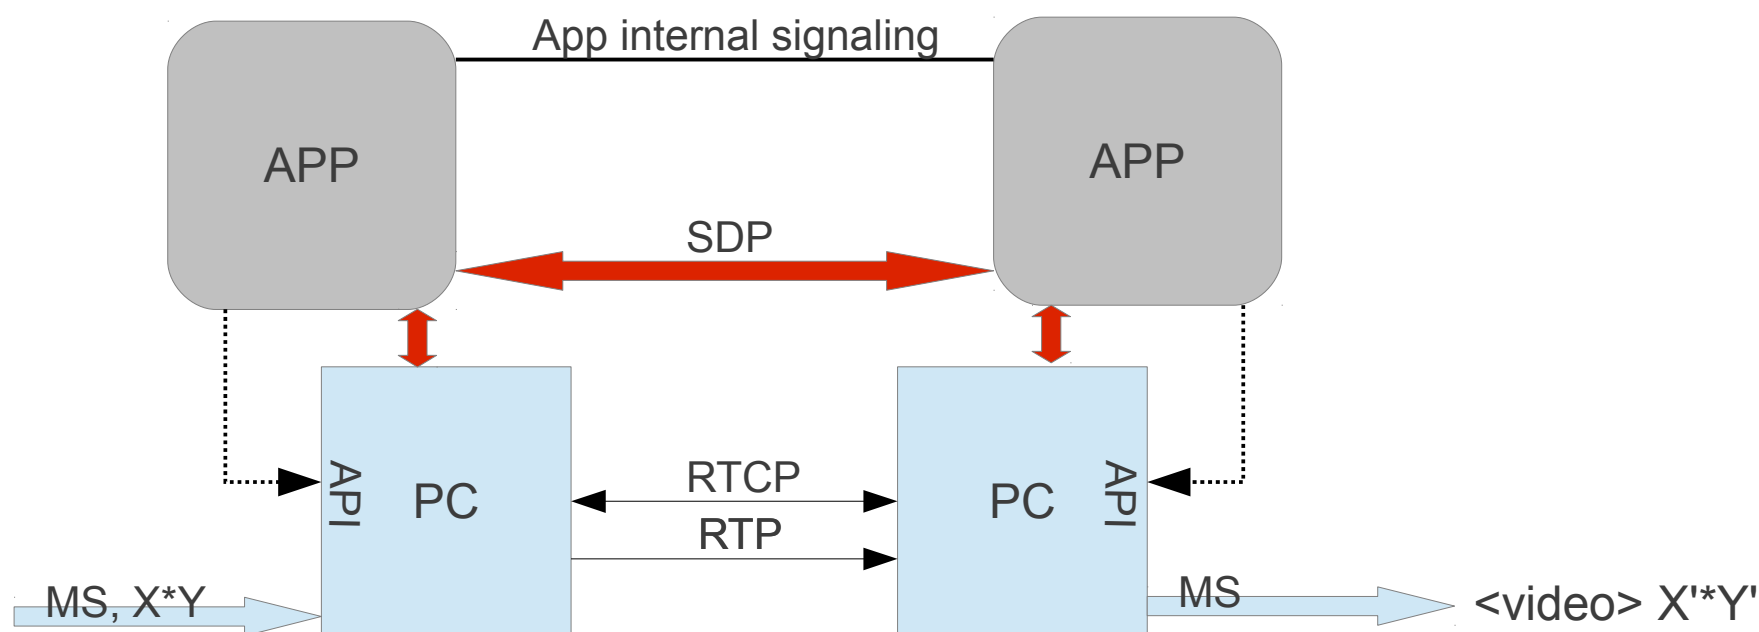 App internal signaling
APP
APP
SDP
API
PC
RTCP
RTP
PC
API
MS, X*Y
MS
<video> X'*Y'